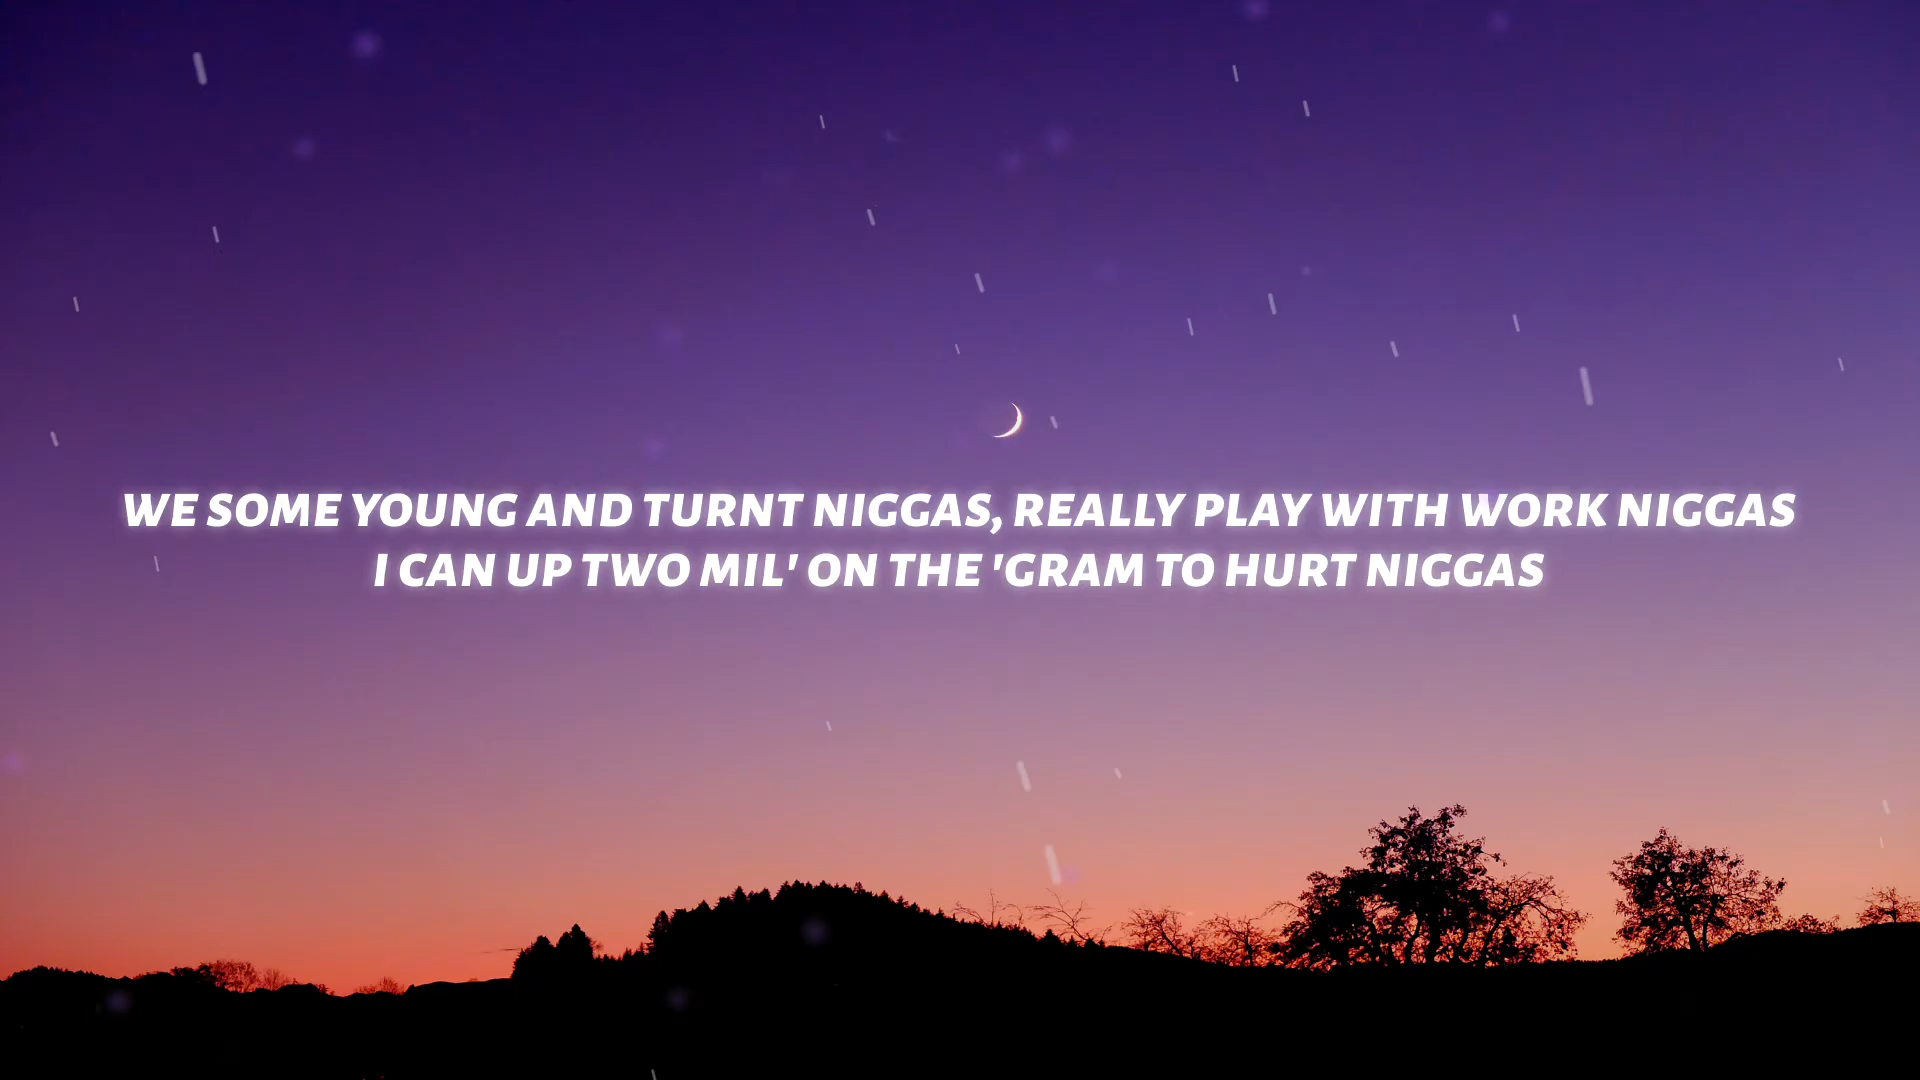 WE SOME YOUNG AND TURNT NIGGAS, REALLY PLAY WITH WORK NIGGAS
I CAN UP TWO MIL' ON THE 'GRAM TO HURT NIGGAS